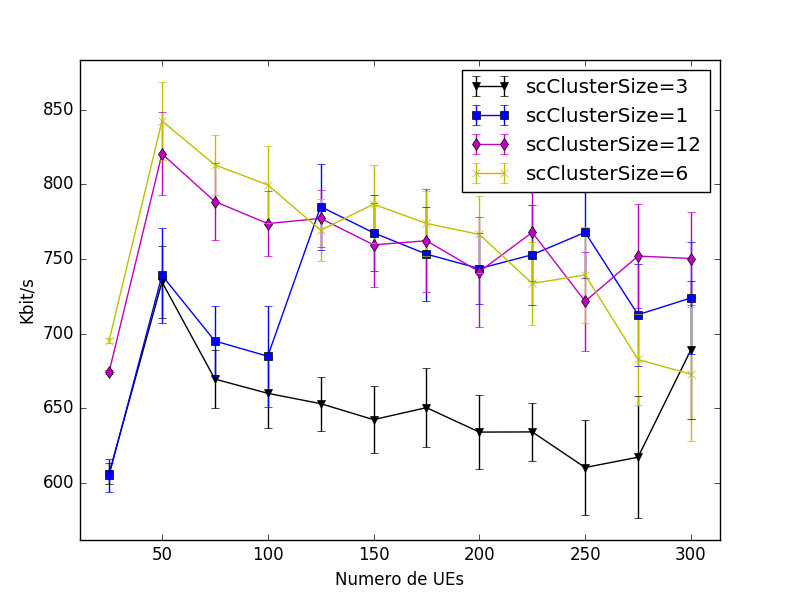 850
800
750
700
650
600
Kbit/s
scClusterSize=3
scClusterSize=1
scClusterSize=12
scClusterSize=6
50 100 150 200 250 300
Numero de UEs